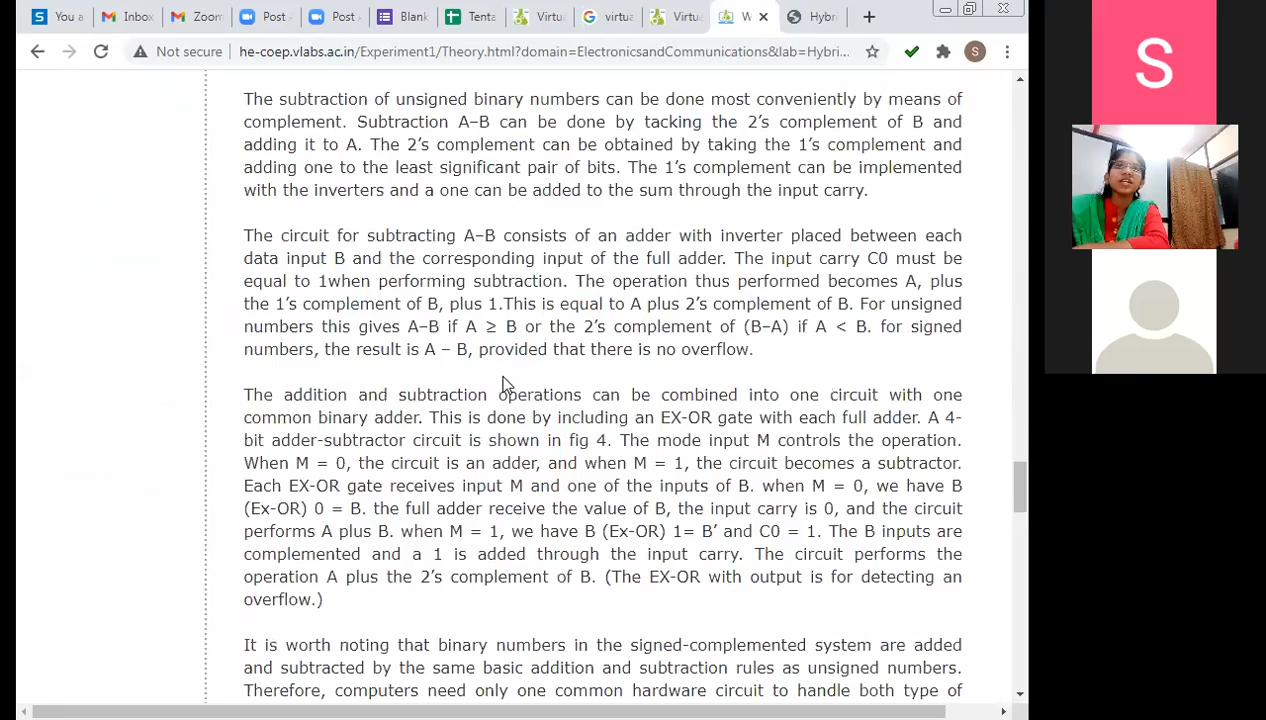 You a
Inbox
Zoom
Post
Post
Blank
Tenta
Virtu
virtua
Virtu
W
Hybri
Not secure
he-coep.vlabs.ac.in/Experiment1/Theory.html?domain=ElectronicsandCommunications&lab=Hybri...
S
S
The subtraction of unsigned binary numbers can be done most conveniently by means of
complement. Subtraction A–B can be done by tacking the 2’s complement of B and
adding it to A. The 2’s complement can be obtained by taking the 1’s complement and
adding one to the least significant pair of bits. The 1’s complement can be implemented
with the inverters and a one can be added to the sum through the input carry.
The circuit for subtracting A–B consists of an adder with inverter placed between each
data input B and the corresponding input of the full adder. The input carry C0 must be
equal to 1when performing subtraction. The operation thus performed becomes A, plus
the 1’s complement of B, plus 1.This is equal to A plus 2’s complement of B. For unsigned
numbers this gives A–B if A ≥ B or the 2’s complement of (B–A) if A < B. for signed
numbers, the result is A – B, provided that there is no overflow.
The addition and subtraction operations can be combined into one circuit with one
common binary adder. This is done by including an EX-OR gate with each full adder. A 4-
bit adder-subtractor circuit is shown in fig 4. The mode input M controls the operation.
When M = 0, the circuit is an adder, and when M = 1, the circuit becomes a subtractor.
Each EX-OR gate receives input M and one of the inputs of B. when M = 0, we have B
(Ex-OR) 0 = B. the full adder receive the value of B, the input carry is 0, and the circuit
performs A plus B. when M = 1, we have B (Ex-OR) 1= B’ and C0 = 1. The B inputs are
complemented and a 1 is added through the input carry. The circuit performs the
operation A plus the 2’s complement of B. (The EX-OR with output is for detecting an
overflow.)
It is worth noting that binary numbers in the signed-complemented system are added
and subtracted by the same basic addition and subtraction rules as unsigned numbers.
Therefore, computers need only one common hardware circuit to handle both type of